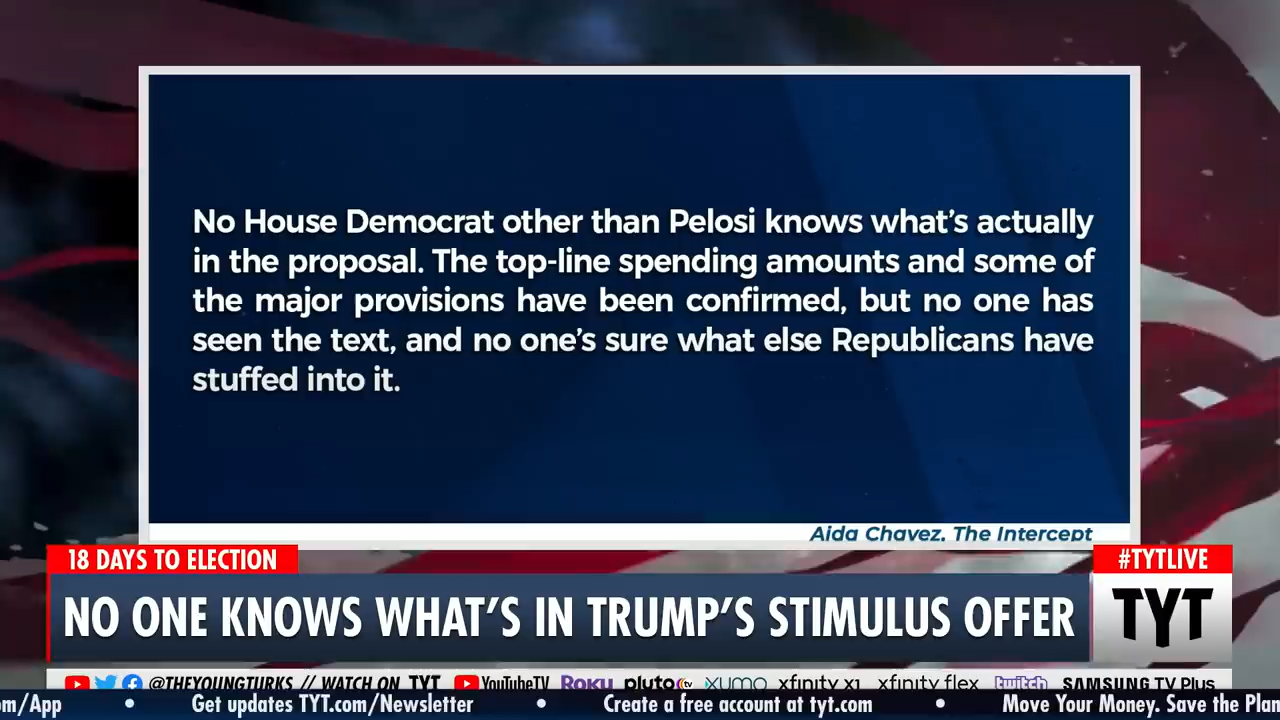 No House Democrat other than Pelosi knows what's actually
in the proposal. The top-line spending amounts and some of
the major provisions have been confirmed, but no one has
seen the text, and no one's sure what else Republicans have
stuffed into it.
Aida Chavez, The Intercept
18 DAYS TO ELECTION
#TYTLIVE
NO ONE KNOWS WHAT'S IN TRUMP'S STIMULUS OFFER
TYT
@THEYOUNGTURKS // WATCH ON TYT YouTubeTV Roku pluto tv xumo xfinity x1 xfinity flex twitch SAMSUNG TV Plus
m/App • Get updates TYT.com/Newsletter • Create a free account at tyt.com • Move Your Money. Save the Plan